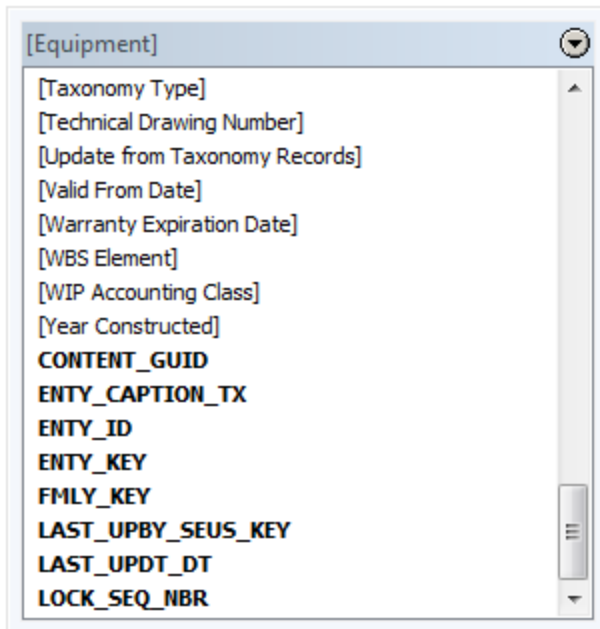 [Equipment]
[Taxonomy Type]
[Technical Drawing Number]
[Update from Taxonomy Records]
[Valid From Date]
[Warranty Expiration Date]
[WBS Element]
[WIP Accounting Class]
[Year Constructed]
CONTENT_GUID
ENTY_CAPTION_TX
ENTY_ID
ENTY_KEY
FMLY_KEY
LAST_UPBY_SEUS_KEY
LAST_UPDT_DT
LOCK_SEQ_NBR